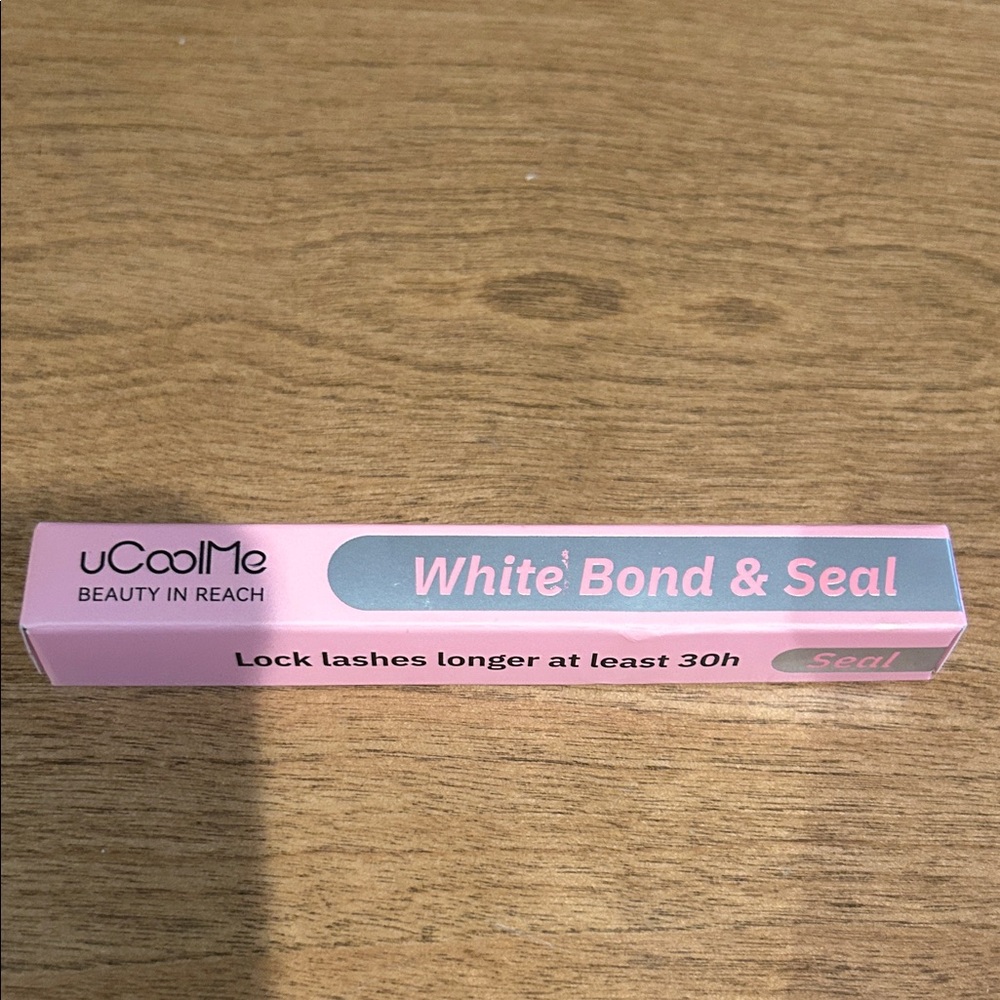 uCoolMe
BEAUTY IN REACH
White Bond & Seal
Lock lashes longer at least 30h
Seal